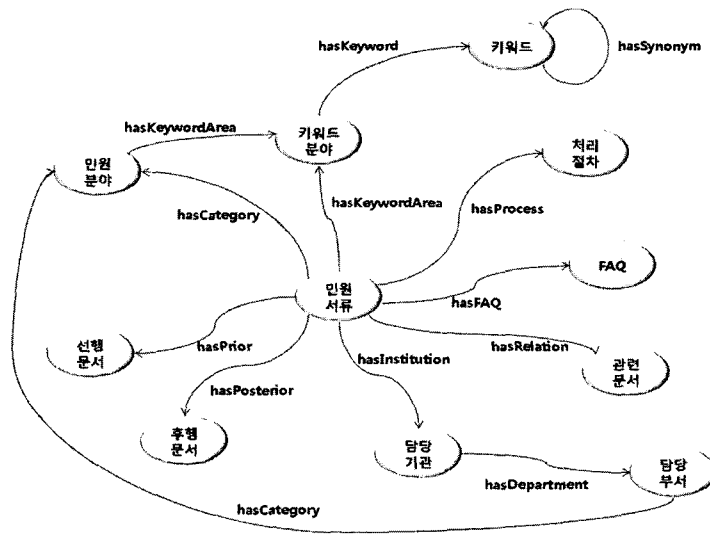 hasKeyword
키워드
hasSynonym
hasKeywordArea
키워드
분야
민원
분야
처리
절차
hasCategory
hasKeywordArea
hasProcess
민원
서류
FAQ
hasFAQ
선행
문서
hasPrior
hasInstitution
hasRelation
관련
문서
hasPosterior
후행
문서
담당
기관
담당
부서
hasDepartment
hasCategory